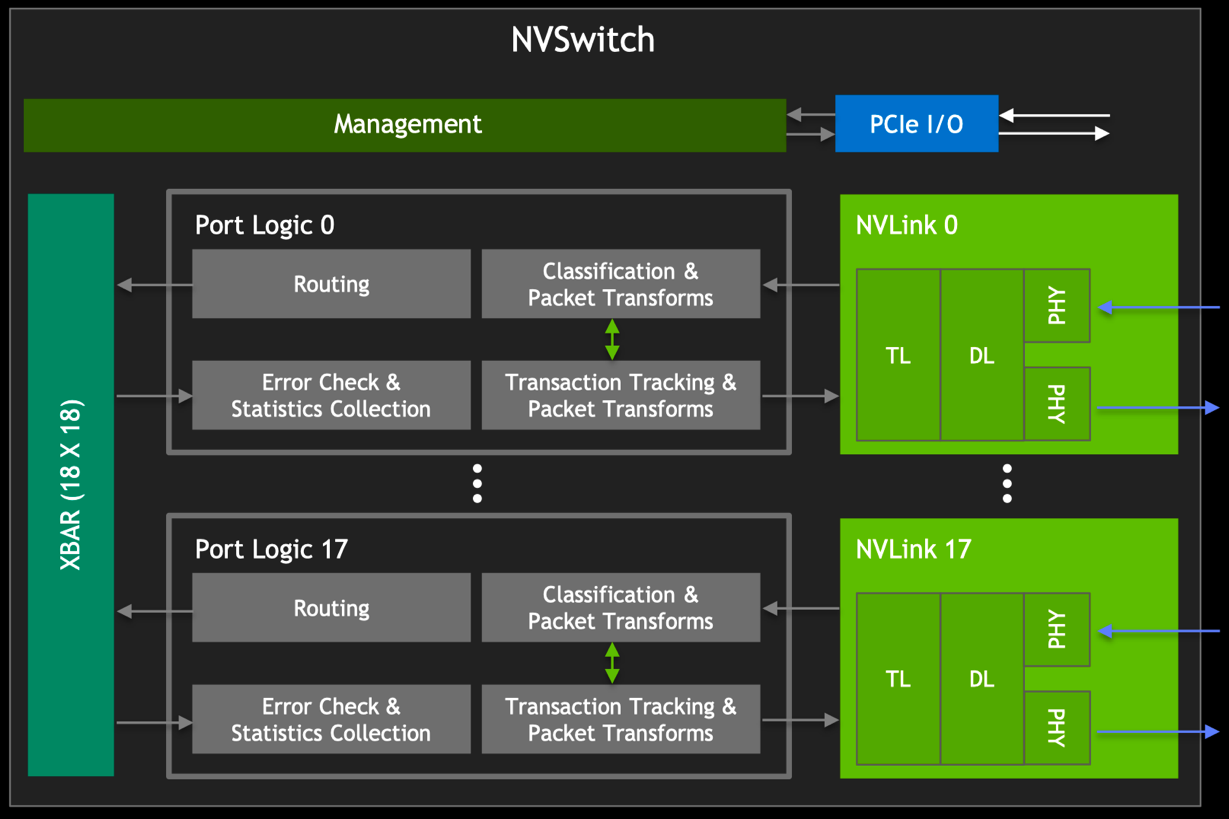 NVSwitch
Management
PCIe I/O
XBAR (18 X 18)
Port Logic 0
Routing
Classification &
Packet Transforms
Error Check &
Statistics Collection
Transaction Tracking &
Packet Transforms
NVLink 0
TL
DL
PHY
PHY
Port Logic 17
Routing
Classification &
Packet Transforms
Error Check &
Statistics Collection
Transaction Tracking &
Packet Transforms
NVLink 17
TL
DL
PHY
PHY